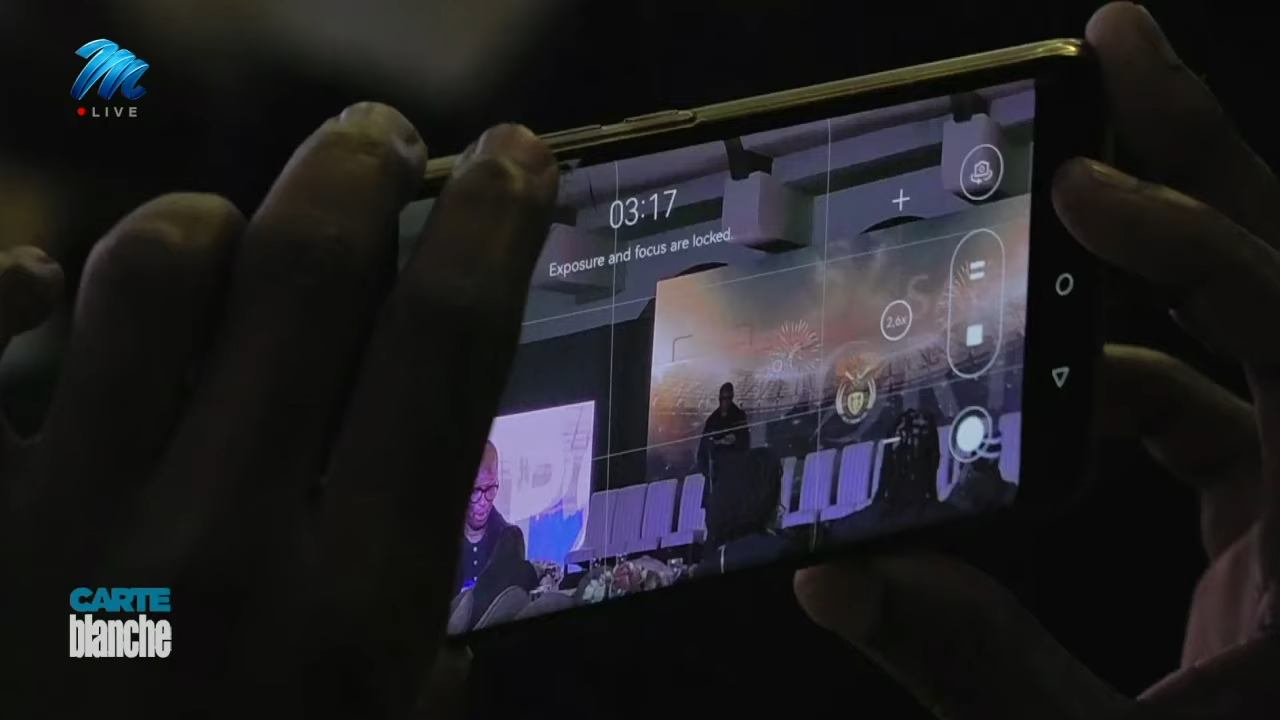 LIVE
03:17
Exposure and focus are locked.
2,6x
CARTE
blanche